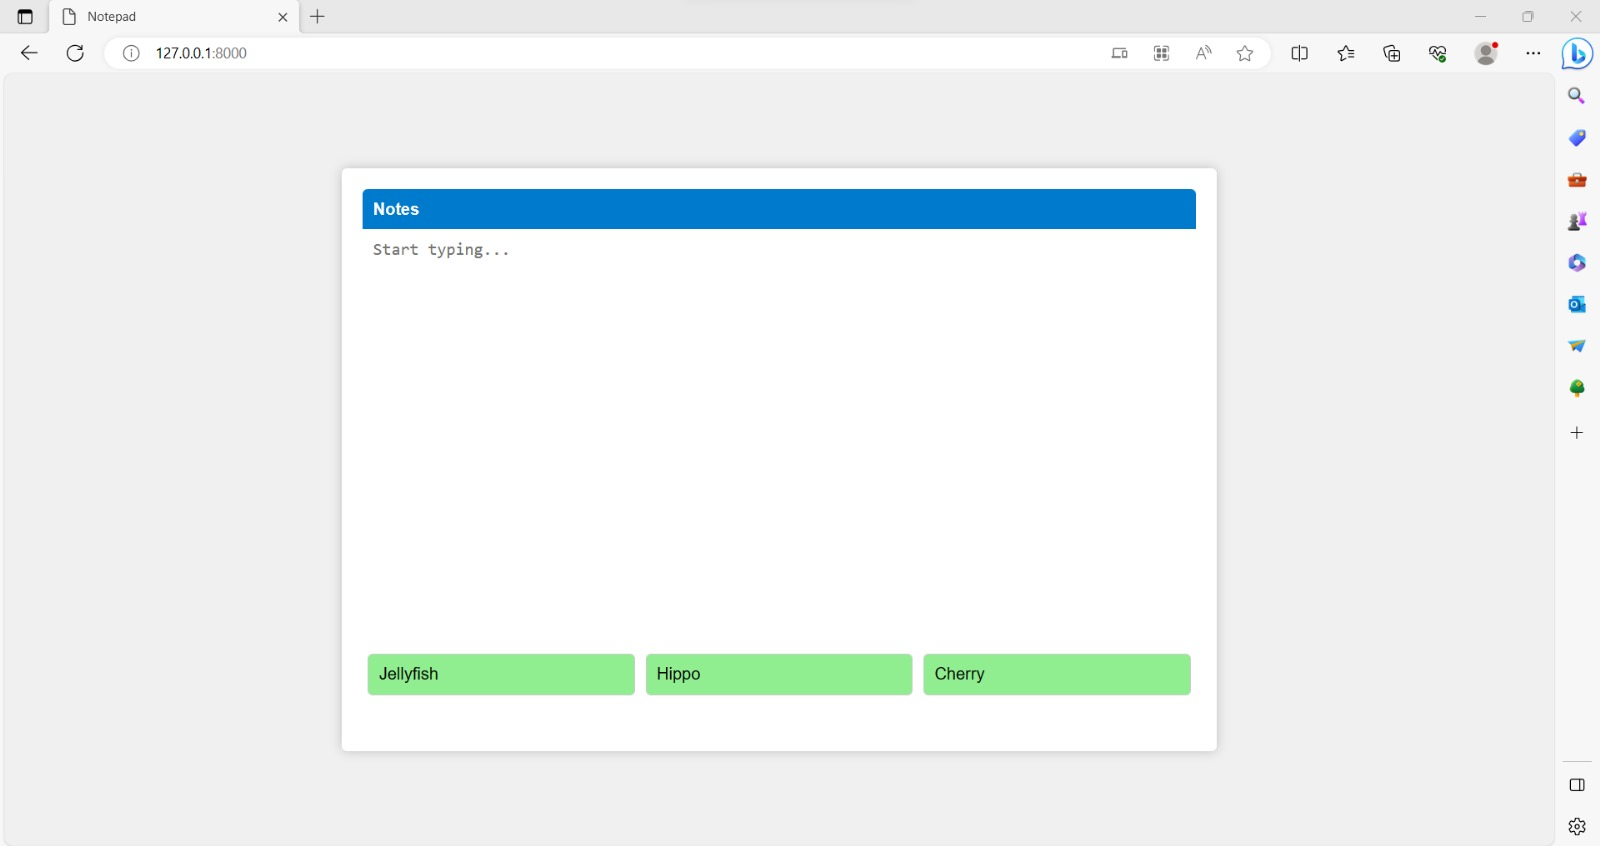 Notepad
127.0.0.1:8000
Notes
Start typing...
Jellyfish
Hippo
Cherry